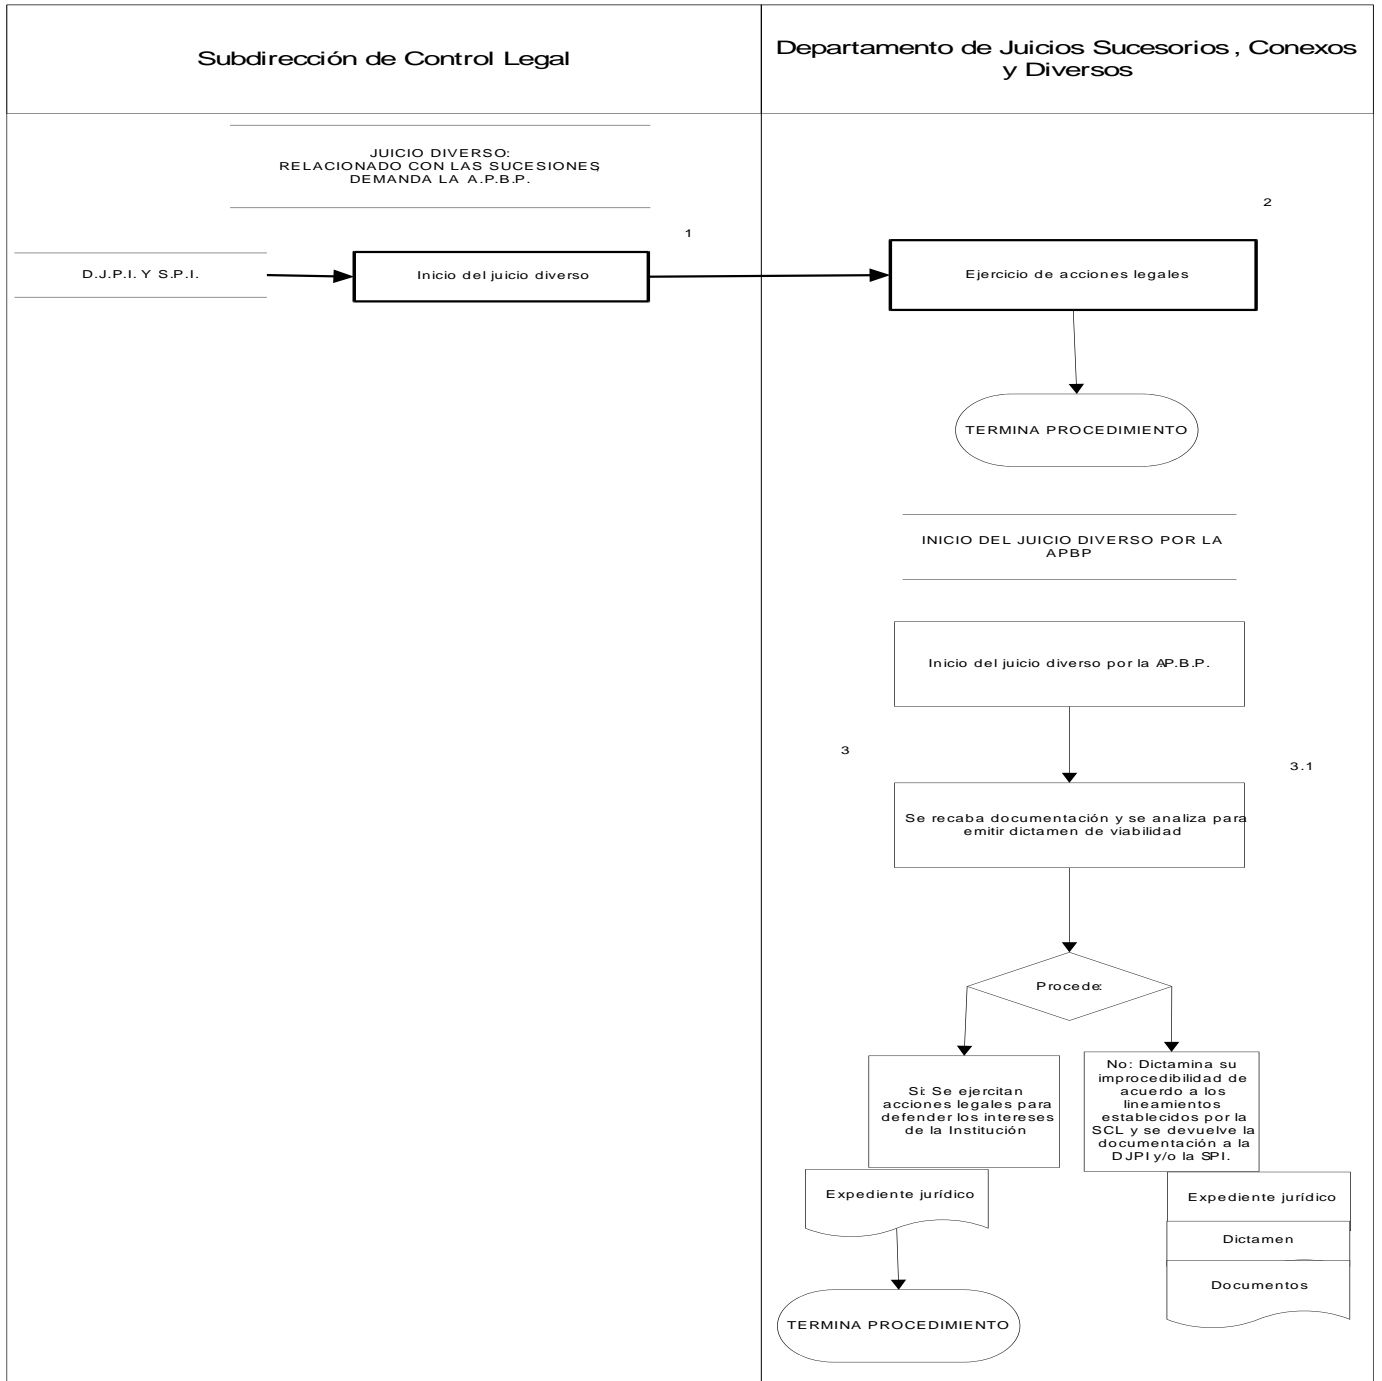 Subdirección de Control Legal
Departamento de Juicios Sucesorios, Conexos
y Diversos
JUICIO DIVERSO:
RELACIONADO CON LAS SUCESIONES,
DEMANDA LA A.P.B.P.
1
2
D.J.P.I. Y S.P.I.
Inicio del juicio diverso
Ejercicio de acciones legales
TERMINA PROCEDIMIENTO
INICIO DEL JUICIO DIVERSO POR LA
APBP
Inicio del juicio diverso por la A.P.B.P.
3
3.1
Se recaba documentación y se analiza para
emitir dictamen de viabilidad
Procede:
Si: Se ejercitan
acciones legales para
defender los intereses
de la Institución
No: Dictamina su
improcedibilidad de
acuerdo a los
lineamientos
establecidos por la
SCL y se devuelve la
documentación a la
DJPI y/o la SPI.
Expediente jurídico
TERMINA PROCEDIMIENTO
Expediente jurídico
Dictamen
Documentos